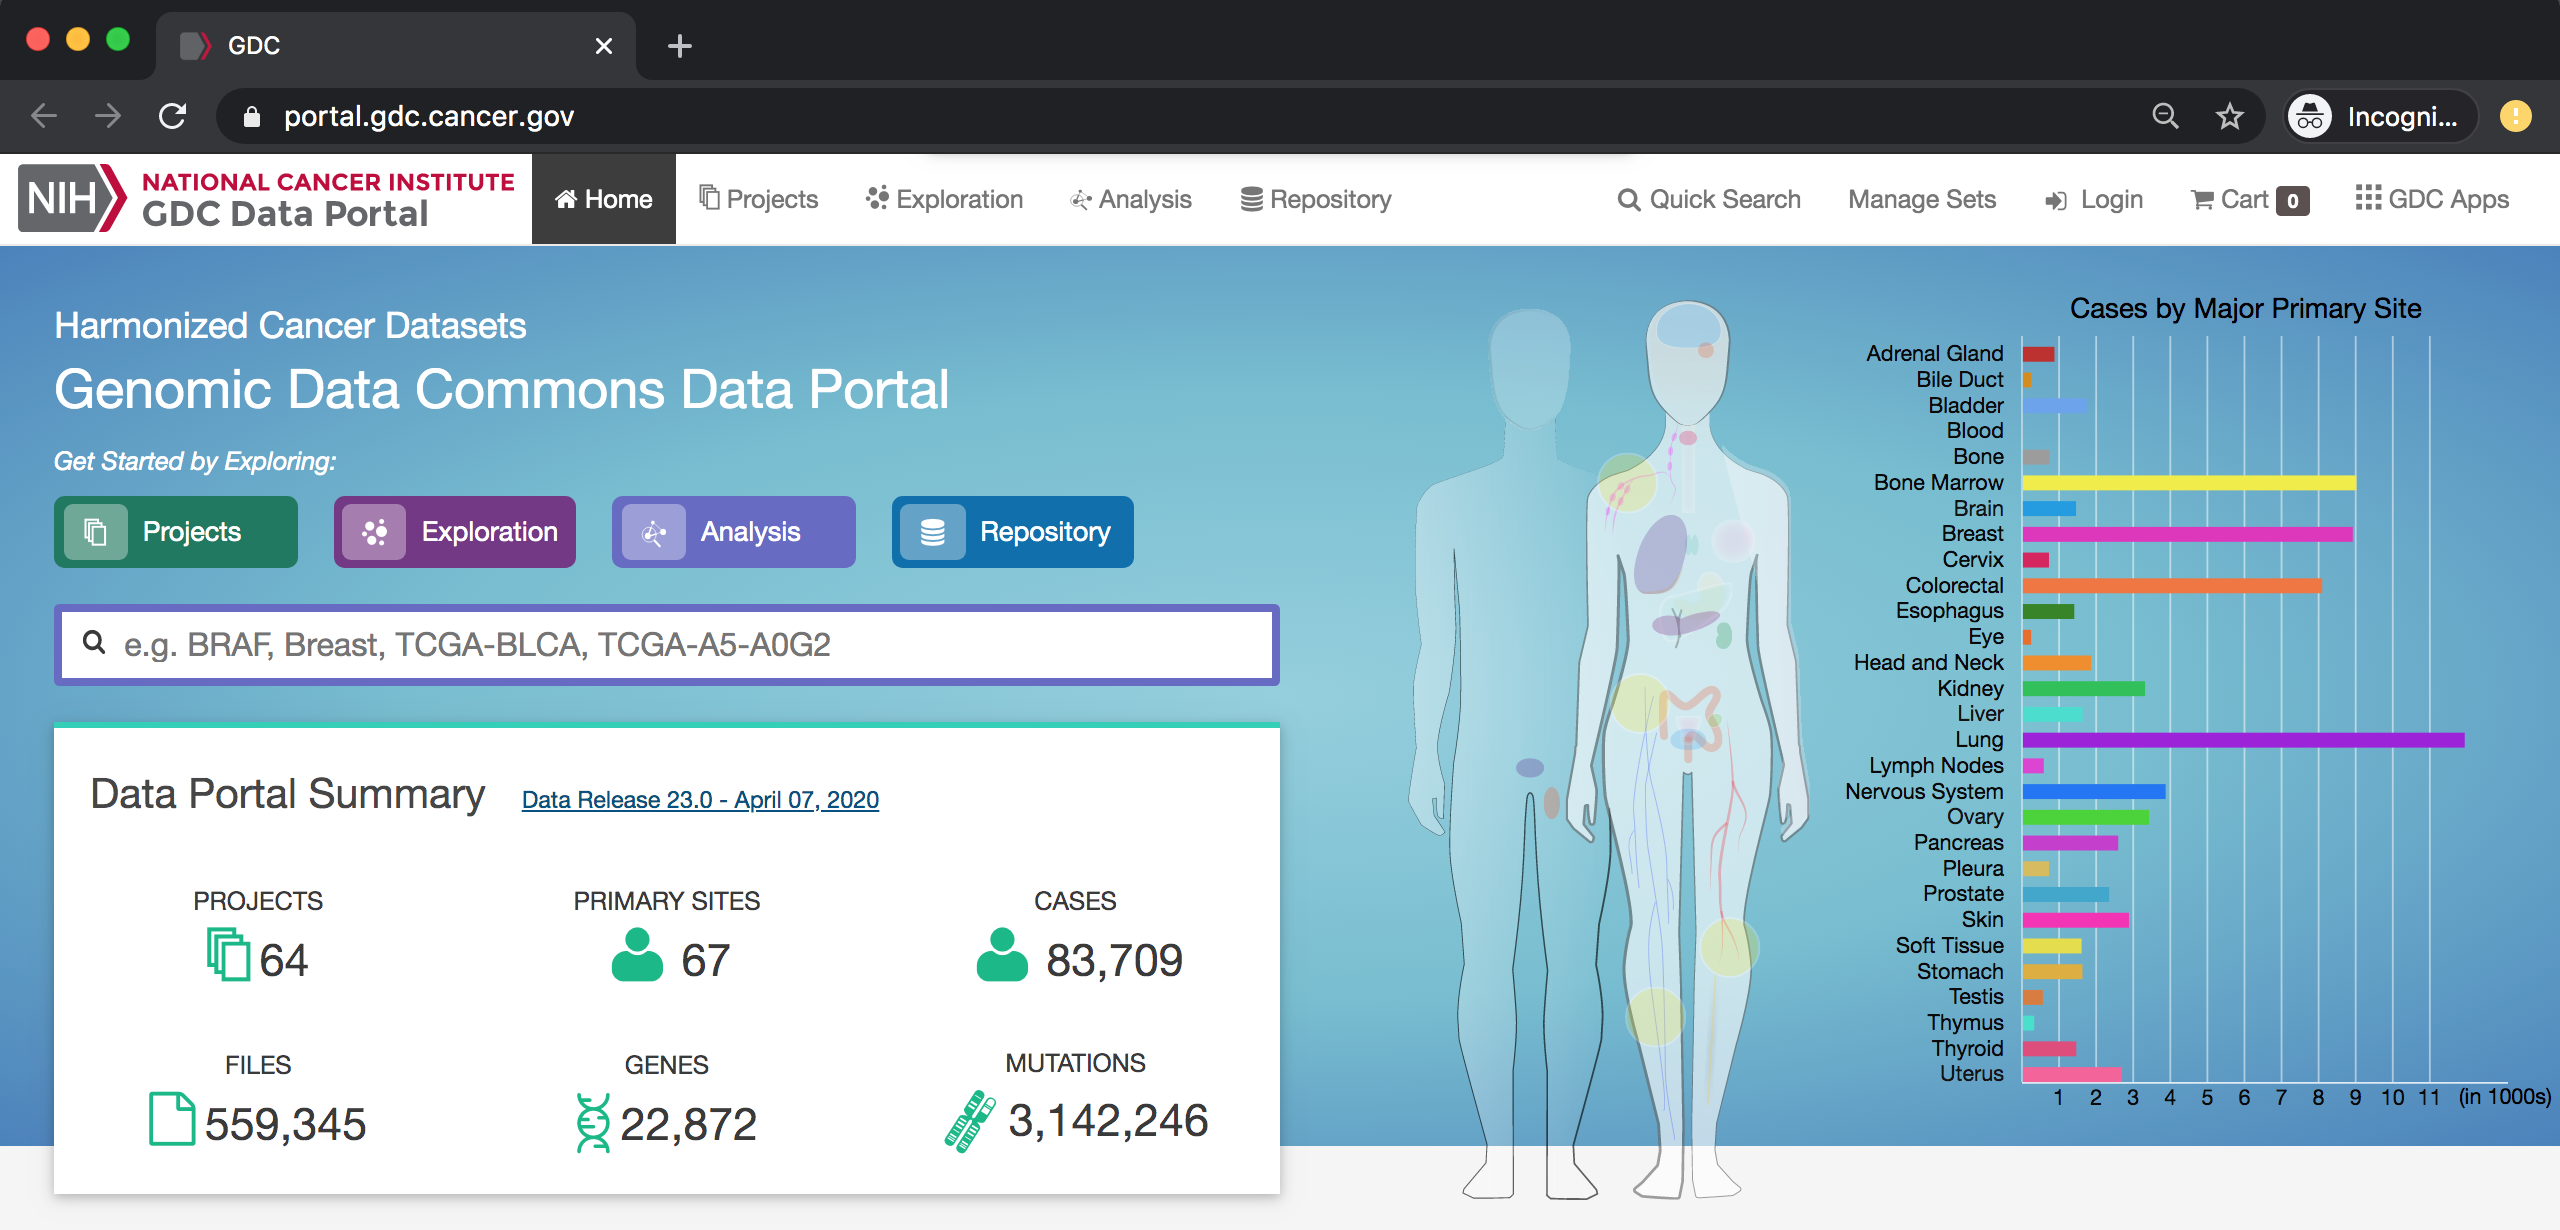 GDC
portal.gdc.cancer.gov
Incogni...
NIH
NATIONAL CANCER INSTITUTE
GDC Data Portal
Home
Projects
Exploration
Analysis
Repository
Quick Search
Manage Sets
Login
Cart 0
GDC Apps
Harmonized Cancer Datasets
Genomic Data Commons Data Portal
Get Started by Exploring:
Projects
Exploration
Analysis
Repository
e.g. BRAF, Breast, TCGA-BLCA, TCGA-A5-A0G2
Data Portal Summary
Data Release 23.0 - April 07, 2020
PROJECTS
64
PRIMARY SITES
67
CASES
83,709
FILES
559,345
GENES
22,872
MUTATIONS
3,142,246
Cases by Major Primary Site
Adrenal Gland
Bile Duct
Bladder
Blood
Bone
Bone Marrow
Brain
Breast
Cervix
Colorectal
Esophagus
Eye
Head and Neck
Kidney
Liver
Lung
Lymph Nodes
Nervous System
Ovary
Pancreas
Pleura
Prostate
Skin
Soft Tissue
Stomach
Testis
Thymus
Thyroid
Uterus
1 2 3 4 5 6 7 8 9 10 11 (in 1000s)